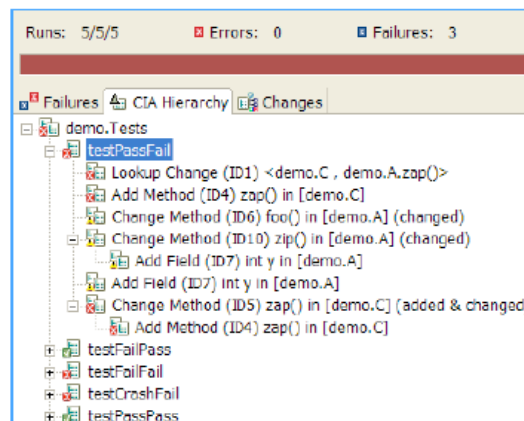 Runs: 5/5/5 Errors: 0 Failures: 3
Failures CIA Hierarchy Changes
demo.Tests
testPassFail
Lookup Change (ID1) <demo.C , demo.A.zap()>
Add Method (ID4) zap() in [demo.C]
Change Method (ID6) foo() in [demo.A] (changed)
Change Method (ID10) zip() in [demo.A] (changed)
Add Field (ID7) int y in [demo.A]
Add Field (ID7) int y in [demo.A]
Change Method (ID5) zap() in [demo.C] (added & changed
Add Method (ID4) zap() in [demo.C]
testFailPass
testFailFail
testCrashFail
testPassPass